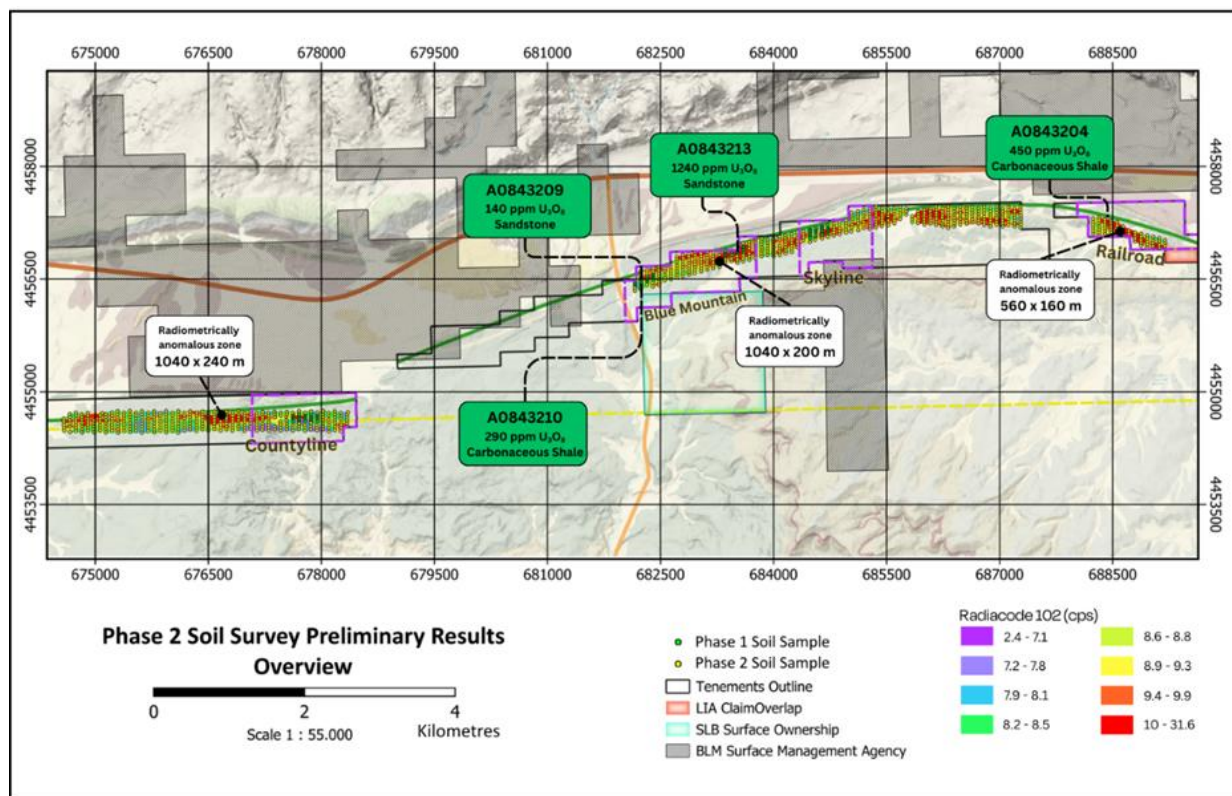 675000 676500 678000 679500 681000 682500 684000 685500 687000 688500
4458000
4456500
4455000
4453500
4458000
4456500
4455000
4453500
A0843213
1240 ppm U₃O₈
Sandstone
A0843204
450 ppm U₃O₈
Carbonaceous Shale
A0843209
140 ppm U₃O₈
Sandstone
Railroad
Skyline
Blue Mountain
Radiometrically
anomalous zone
560 x 160 m
Radiometrically
anomalous zone
1040 x 200 m
Radiometrically
anomalous zone
1040 x 240 m
A0843210
290 ppm U₃O₈
Carbonaceous Shale
Countyline
675000 676500 678000 679500 681000 682500 684000 685500 687000 688500
Phase 2 Soil Survey Preliminary Results
Overview
0 2 4
Scale 1 : 55.000 Kilometres
Phase 1 Soil Sample
Phase 2 Soil Sample
Tenements Outline
LIA ClaimOverlap
SLB Surface Ownership
BLM Surface Management Agency
Radiacode 102 (cps)
2.4 - 7.1
7.2 - 7.8
7.9 - 8.1
8.2 - 8.5
8.6 - 8.8
8.9 - 9.3
9.4 - 9.9
10 - 31.6